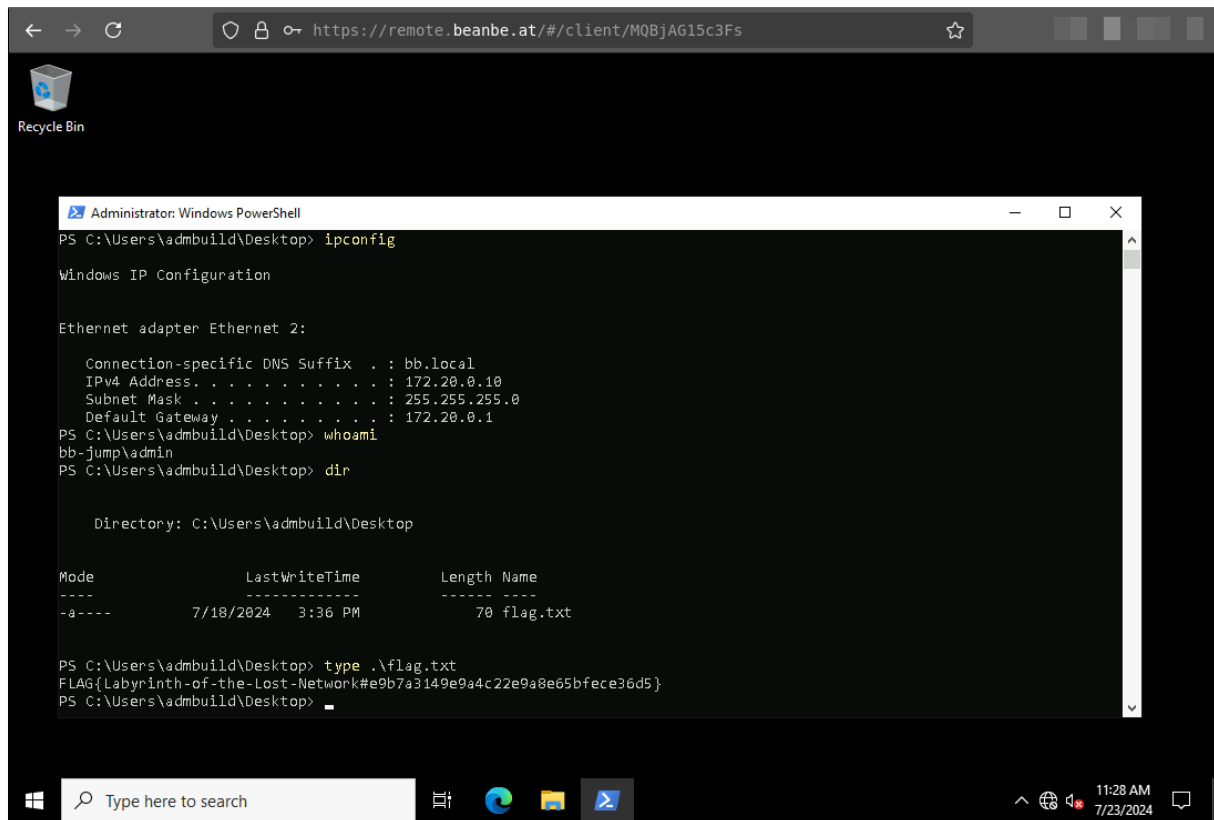 https://remote.beanbe.at/#/client/MQBjAG15c3Fs
Recycle Bin
Administrator: Windows PowerShell
PS C:\Users\admbuild\Desktop> ipconfig
Windows IP Configuration
Ethernet adapter Ethernet 2:
Connection-specific DNS Suffix . : bb.local
IPv4 Address. . . . . . . . . . . : 172.20.0.10
Subnet Mask . . . . . . . . . . . : 255.255.255.0
Default Gateway . . . . . . . . . : 172.20.0.1
PS C:\Users\admbuild\Desktop> whoami
bb-jump\admin
PS C:\Users\admbuild\Desktop> dir
Directory: C:\Users\admbuild\Desktop
Mode LastWriteTime Length Name
---- ------------- ------ ----
-a---- 7/18/2024 3:36 PM 70 flag.txt
PS C:\Users\admbuild\Desktop> type .\flag.txt
FLAG{Labyrinth-of-the-Lost-Network#e9b7a3149e9a4c22e9a8e65bfece36d5}
PS C:\Users\admbuild\Desktop>
Type here to search
11:28 AM
7/23/2024